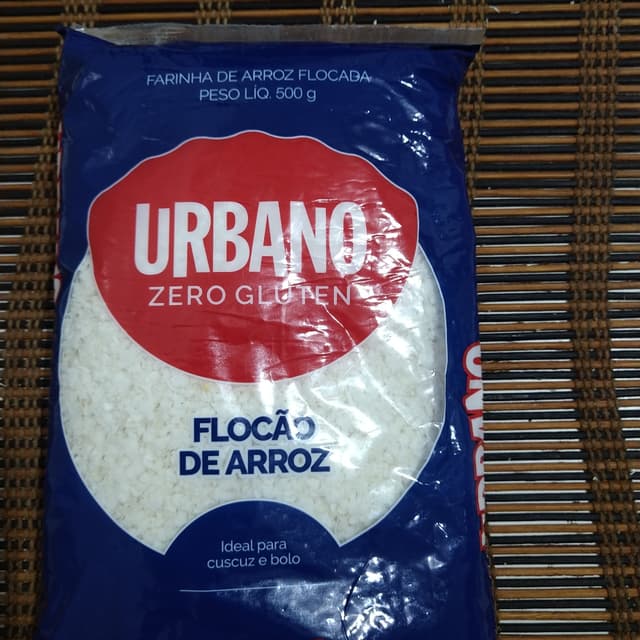 FARINHA DE ARROZ FLOCADA
PESO LÍQ. 500 g
URBANO
ZERO GLUTEN
FLOCÃO
DE ARROZ
Ideal para
cuscuz e bolo
URBANO